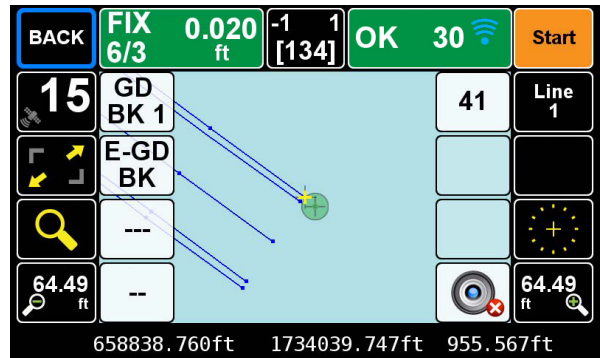 BACK
FIX 0.020
6/3 ft
-1 1
[134]
OK 30
Start
15
GD
BK 1
41
Line
1
E-GD
BK
---
64.49
ft
--
64.49
ft
658838.760ft 1734039.747ft 955.567ft